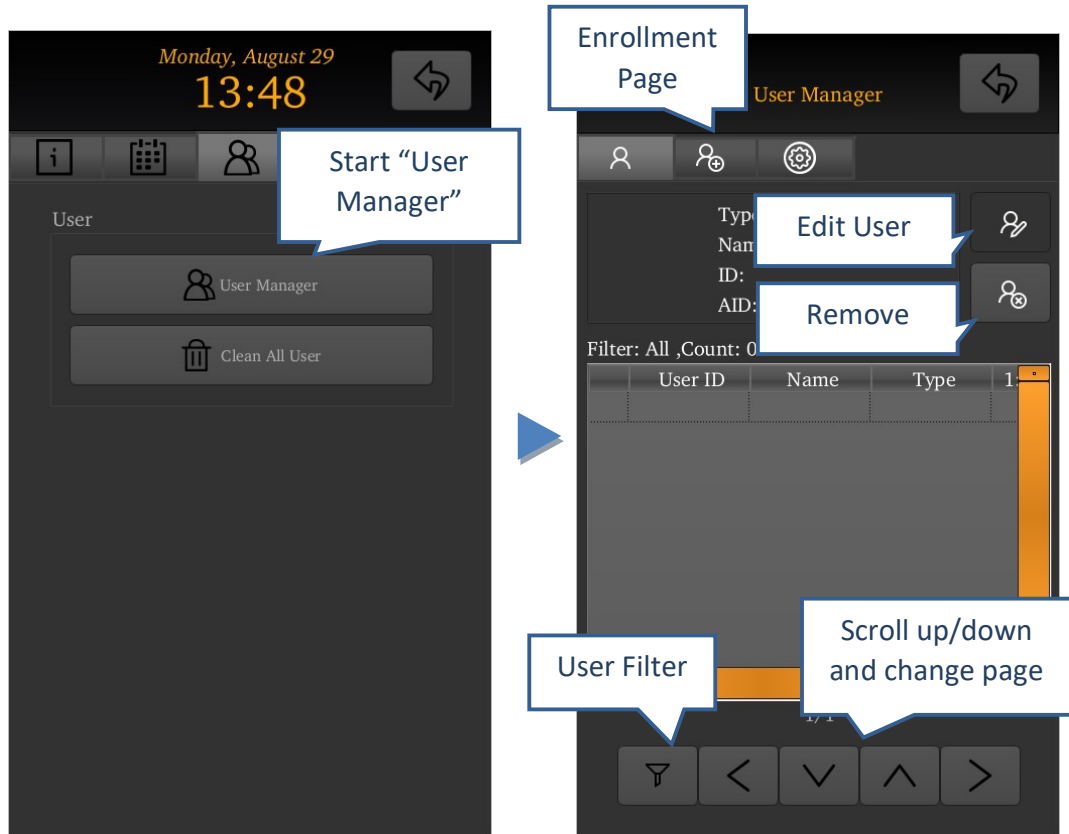 Monday, August 29
13:48
Start “User
Manager”
User
User Manager
Clean All User
Enrollment
Page
User Manager
Edit User
ID:
AID:
Remove
Filter: All ,Count: 0
User ID Name Type
Scroll up/down
and change page
User Filter
1/1